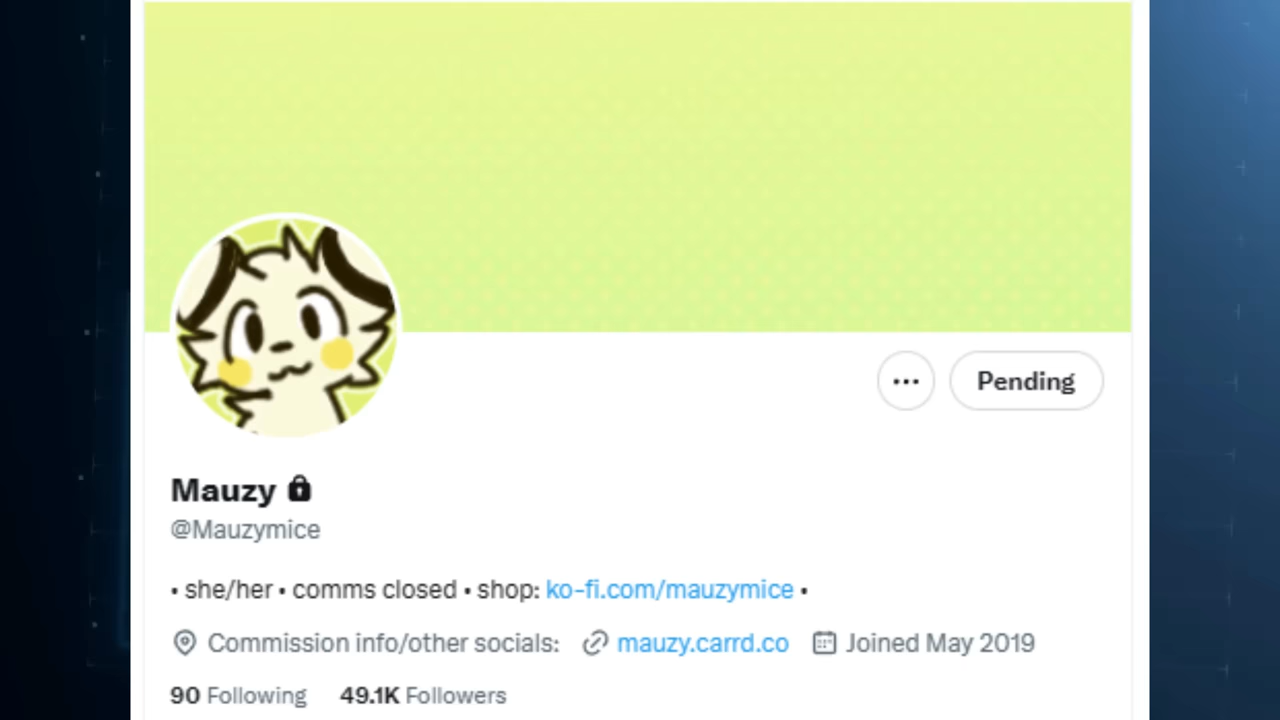 Pending
Mauzy
@Mauzymice
• she/her • comms closed • shop: ko-fi.com/mauzymice •
Commission info/other socials: mauzy.carrd.co Joined May 2019
90 Following 49.1K Followers